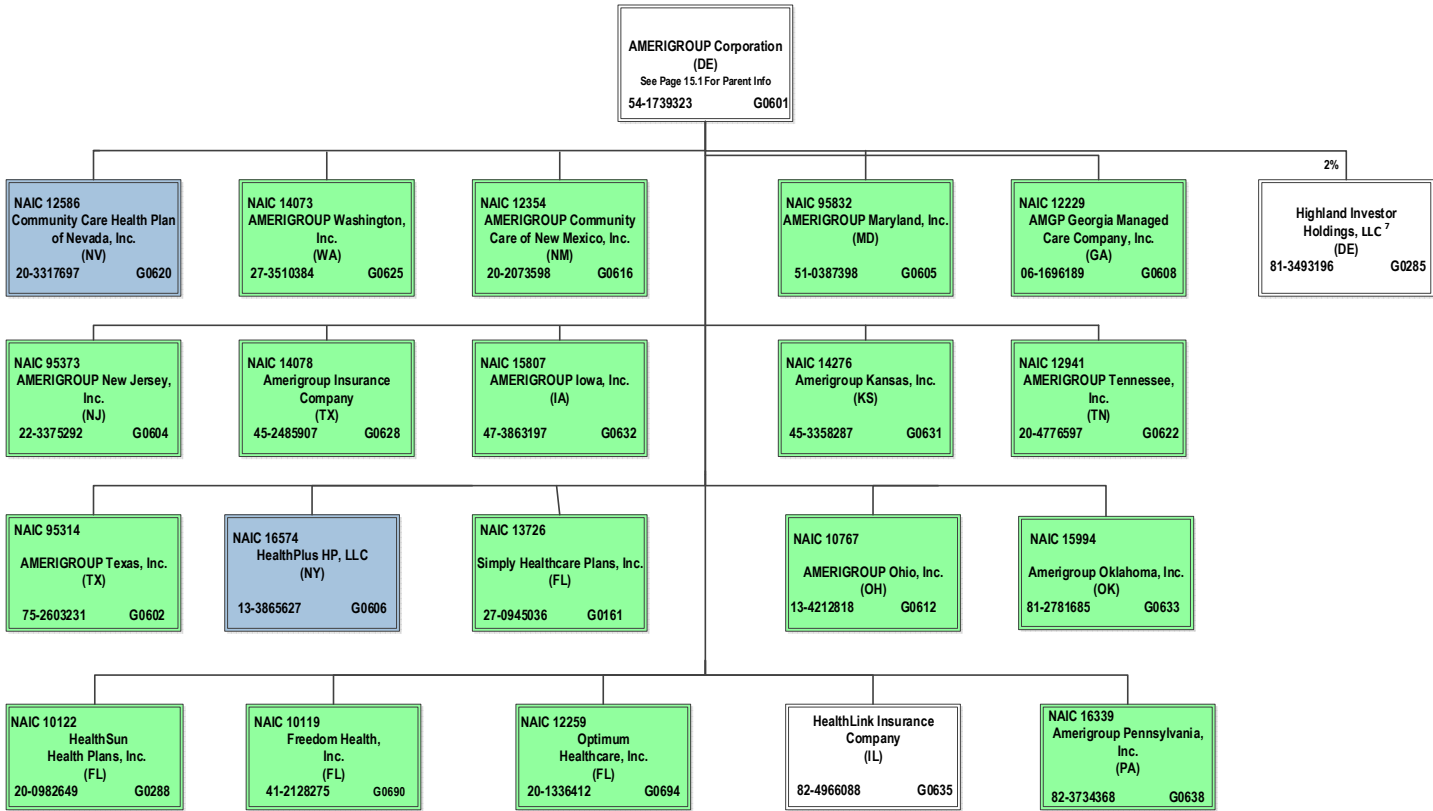 AMERIGROUP Corporation
(DE)
See Page 15.1 For Parent Info
54-1739323 G0601
2%
NAIC 12586
Community Care Health Plan
of Nevada, Inc.
(NV)
20-3317697 G0620
NAIC 14073
AMERIGROUP Washington,
Inc.
(WA)
27-3510384 G0625
NAIC 12354
AMERIGROUP Community
Care of New Mexico, Inc.
(NM)
20-2073598 G0616
NAIC 95832
AMERIGROUP Maryland, Inc.
(MD)
51-0387398 G0605
NAIC 12229
AMGP Georgia Managed
Care Company, Inc.
(GA)
06-1696189 G0608
Highland Investor
Holdings, LLC 7
(DE)
81-3493196 G0285
NAIC 95373
AMERIGROUP New Jersey,
Inc.
(NJ)
22-3375292 G0604
NAIC 14078
Amerigroup Insurance
Company
(TX)
45-2485907 G0628
NAIC 15807
AMERIGROUP Iowa, Inc.
(IA)
47-3863197 G0632
NAIC 14276
Amerigroup Kansas, Inc.
(KS)
45-3358287 G0631
NAIC 12941
AMERIGROUP Tennessee,
Inc.
(TN)
20-4776597 G0622
NAIC 95314
AMERIGROUP Texas, Inc.
(TX)
75-2603231 G0602
NAIC 16574
HealthPlus HP, LLC
(NY)
13-3865627 G0606
NAIC 13726
Simply Healthcare Plans, Inc.
(FL)
27-0945036 G0161
NAIC 10767
AMERIGROUP Ohio, Inc.
(OH)
13-4212818 G0612
NAIC 15994
Amerigroup Oklahoma, Inc.
(OK)
81-2781685 G0633
NAIC 10122
HealthSun
Health Plans, Inc.
(FL)
20-0982649 G0288
NAIC 10119
Freedom Health,
Inc.
(FL)
41-2128275 G0690
NAIC 12259
Optimum
Healthcare, Inc.
(FL)
20-1336412 G0694
HealthLink Insurance
Company
(IL)
82-4966088 G0635
NAIC 16339
Amerigroup Pennsylvania,
Inc.
(PA)
82-3734368 G0638